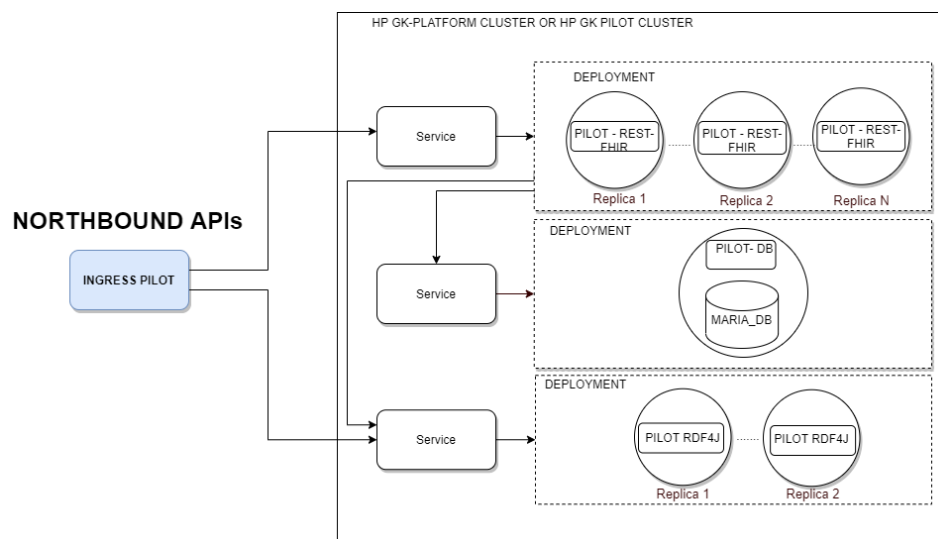 HP GK-PLATFORM CLUSTER OR HP GK PILOT CLUSTER
DEPLOYMENT
Service
PILOT - REST-
FHIR
PILOT - REST-
FHIR
PILOT - REST-
FHIR
Replica 1
Replica 2
Replica N
NORTHBOUND APIs
INGRESS PILOT
DEPLOYMENT
Service
PILOT- DB
MARIA_DB
DEPLOYMENT
Service
PILOT RDF4J
PILOT RDF4J
Replica 1
Replica 2